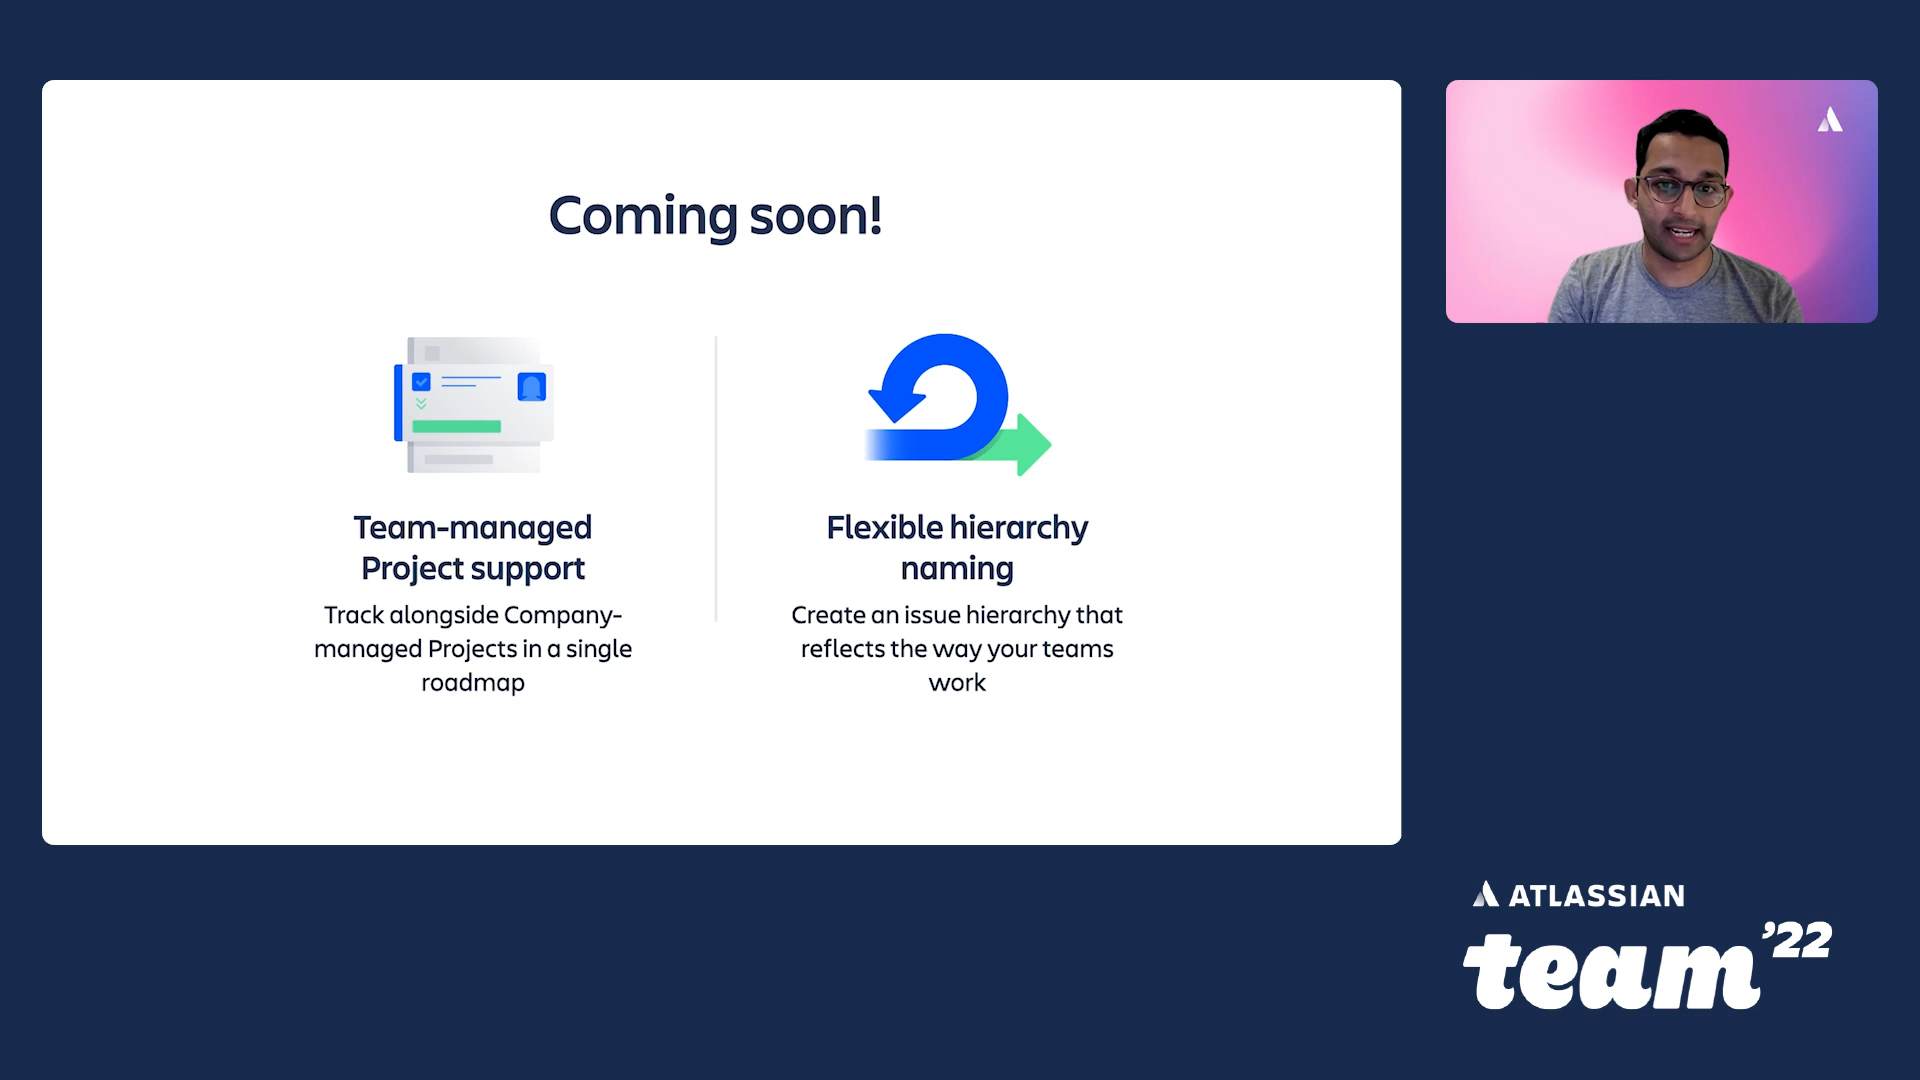 Coming soon!
Team-managed
Project support
Track alongside Company-
managed Projects in a single
roadmap
Flexible hierarchy
naming
Create an issue hierarchy that
reflects the way your teams
work
ATLASSIAN
team '22